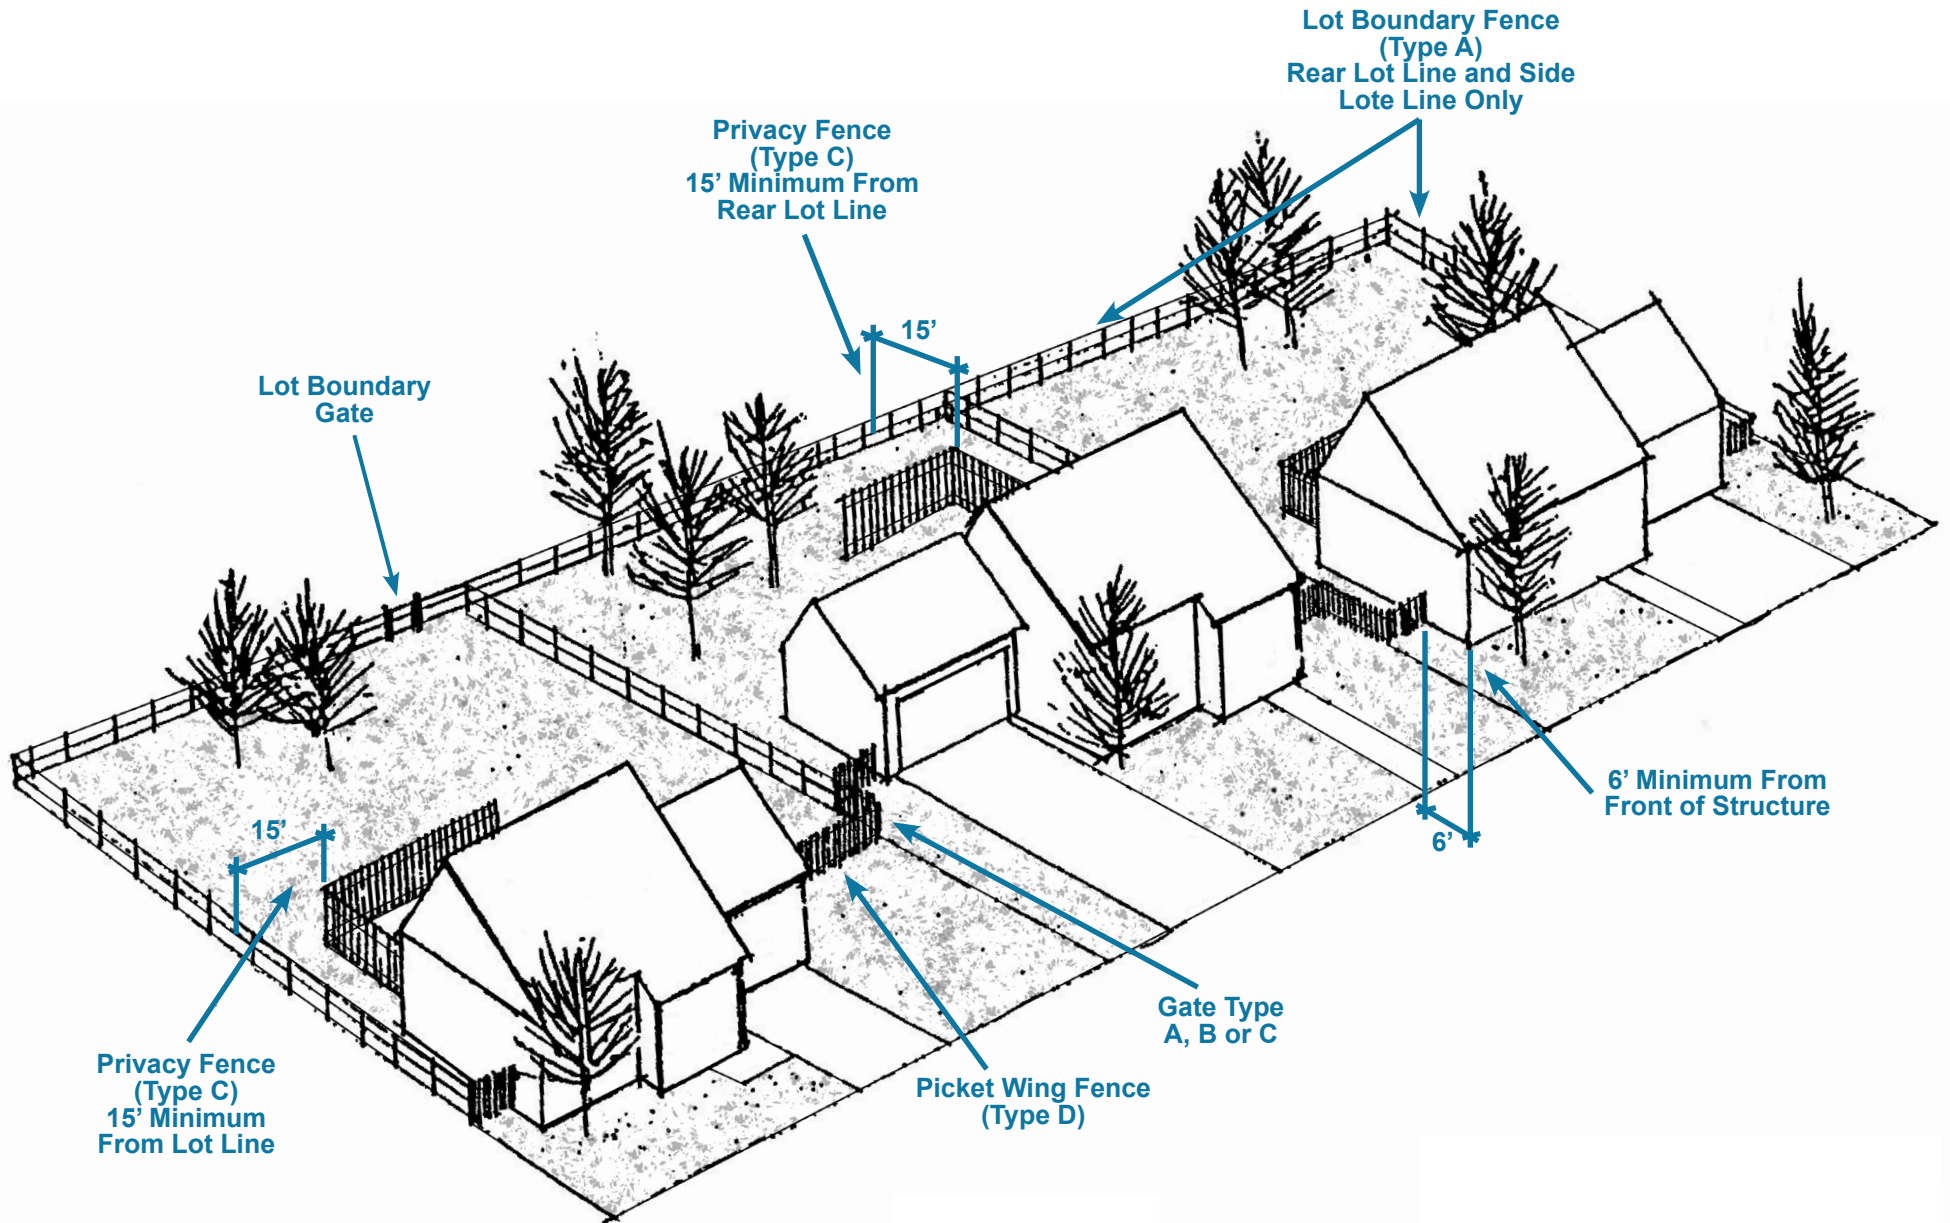 Lot Boundary Fence
(Type A)
Rear Lot Line and Side
Lote Line Only
Privacy Fence
(Type C)
15’ Minimum From
Rear Lot Line
15’
Lot Boundary
Gate
15’
6’ Minimum From
Front of Structure
6’
Gate Type
A, B or C
Picket Wing Fence
(Type D)
Privacy Fence
(Type C)
15’ Minimum
From Lot Line